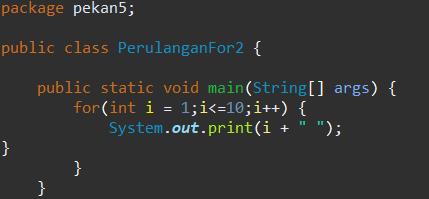 package pekan5;

public class PerulanganFor2 {

    public static void main(String[] args) {
        for(int i = 1;i<=10;i++) {
            System.out.print(i + " ");
}
        }
    }